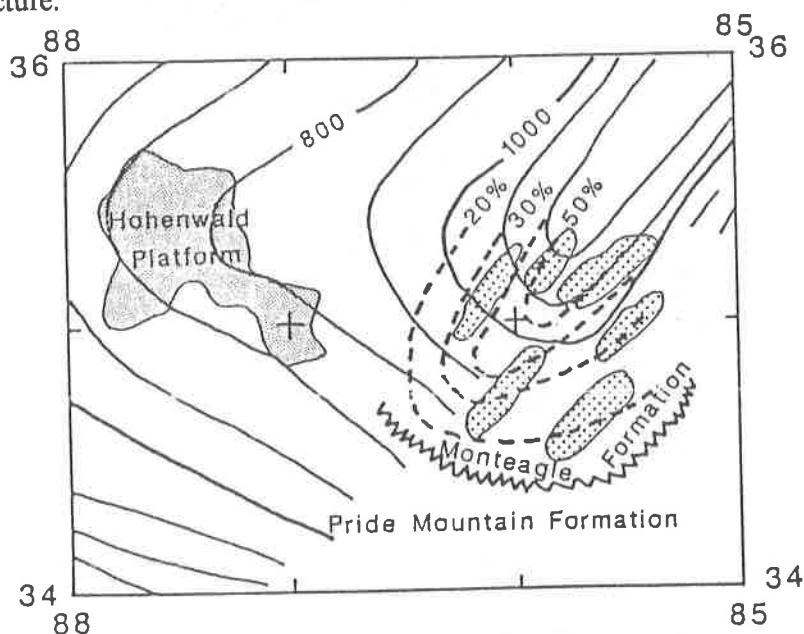 cture.
88
85
36
36
800
1000
20%
30%
50%
Hohenwald
Platform
Monteagle
Formation
Pride Mountain Formation
34
34
88
85